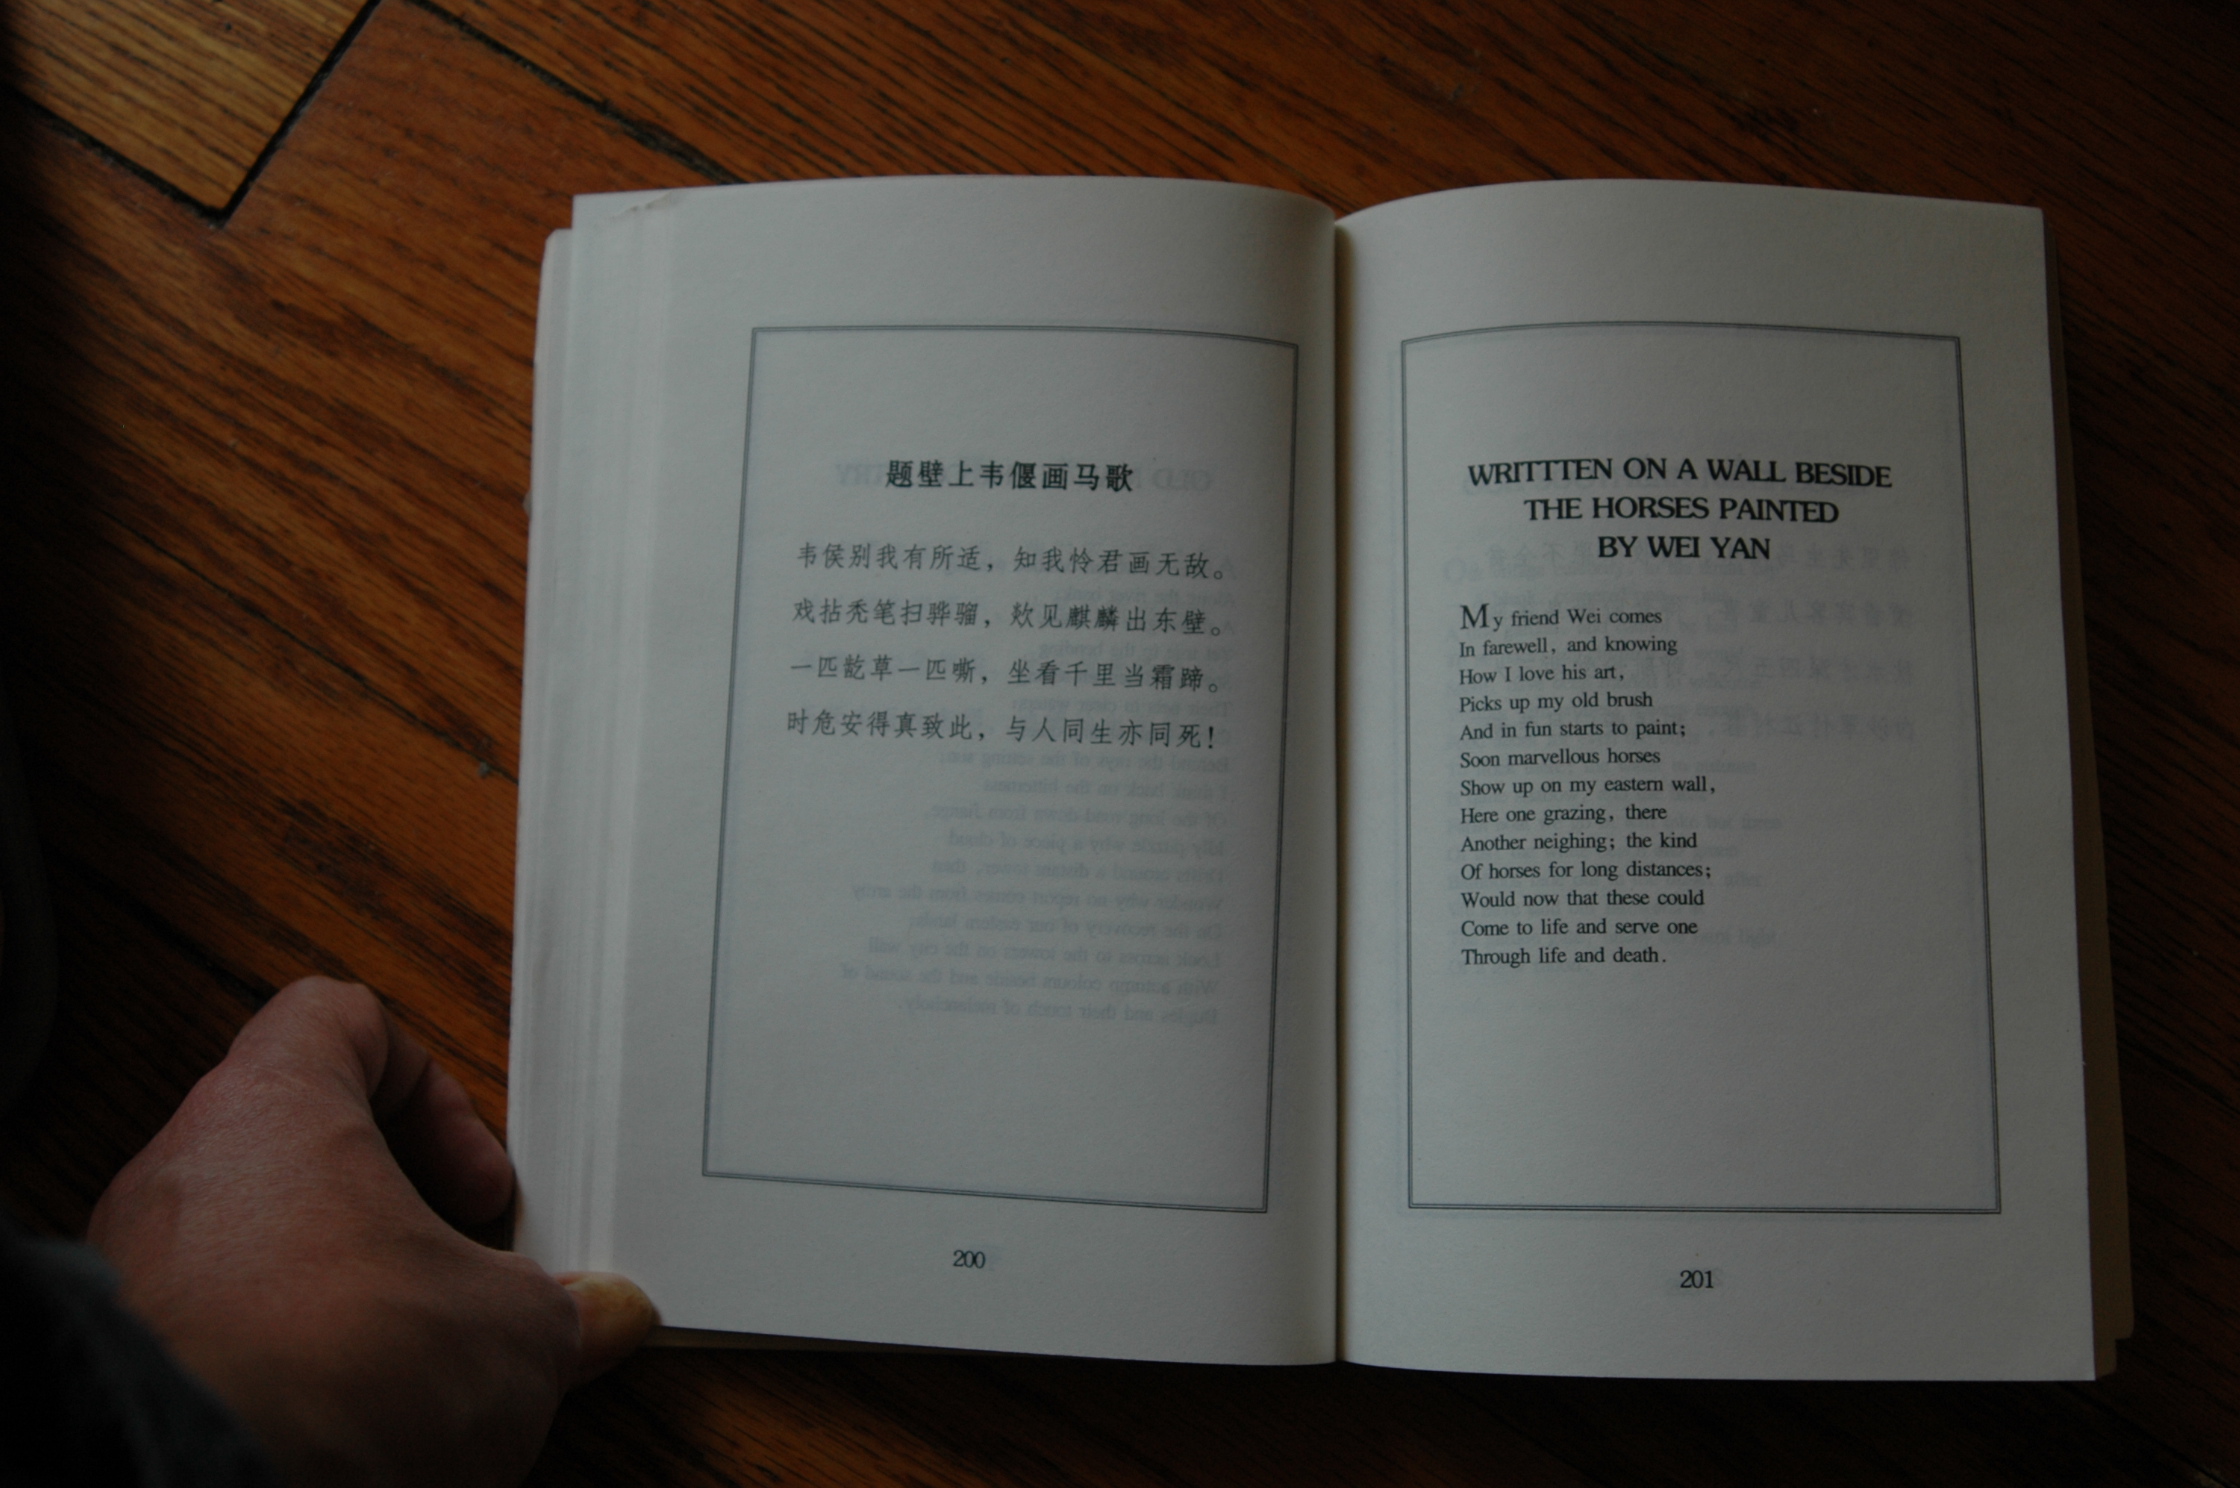 题壁上韦偃画马歌
韦侯别我有所适，知我怜君画无敌。
戏拈秃笔扫骅骝，欻见麒麟出东壁。
一匹龁草一匹嘶，坐看千里当霜蹄。
时危安得真致此，与人同生亦同死！
200
WRITTTEN ON A WALL BESIDE
THE HORSES PAINTED
BY WEI YAN
My friend Wei comes
In farewell, and knowing
How I love his art,
Picks up my old brush
And in fun starts to paint;
Soon marvellous horses
Show up on my eastern wall,
Here one grazing, there
Another neighing; the kind
Of horses for long distances;
Would now that these could
Come to life and serve one
Through life and death.
201